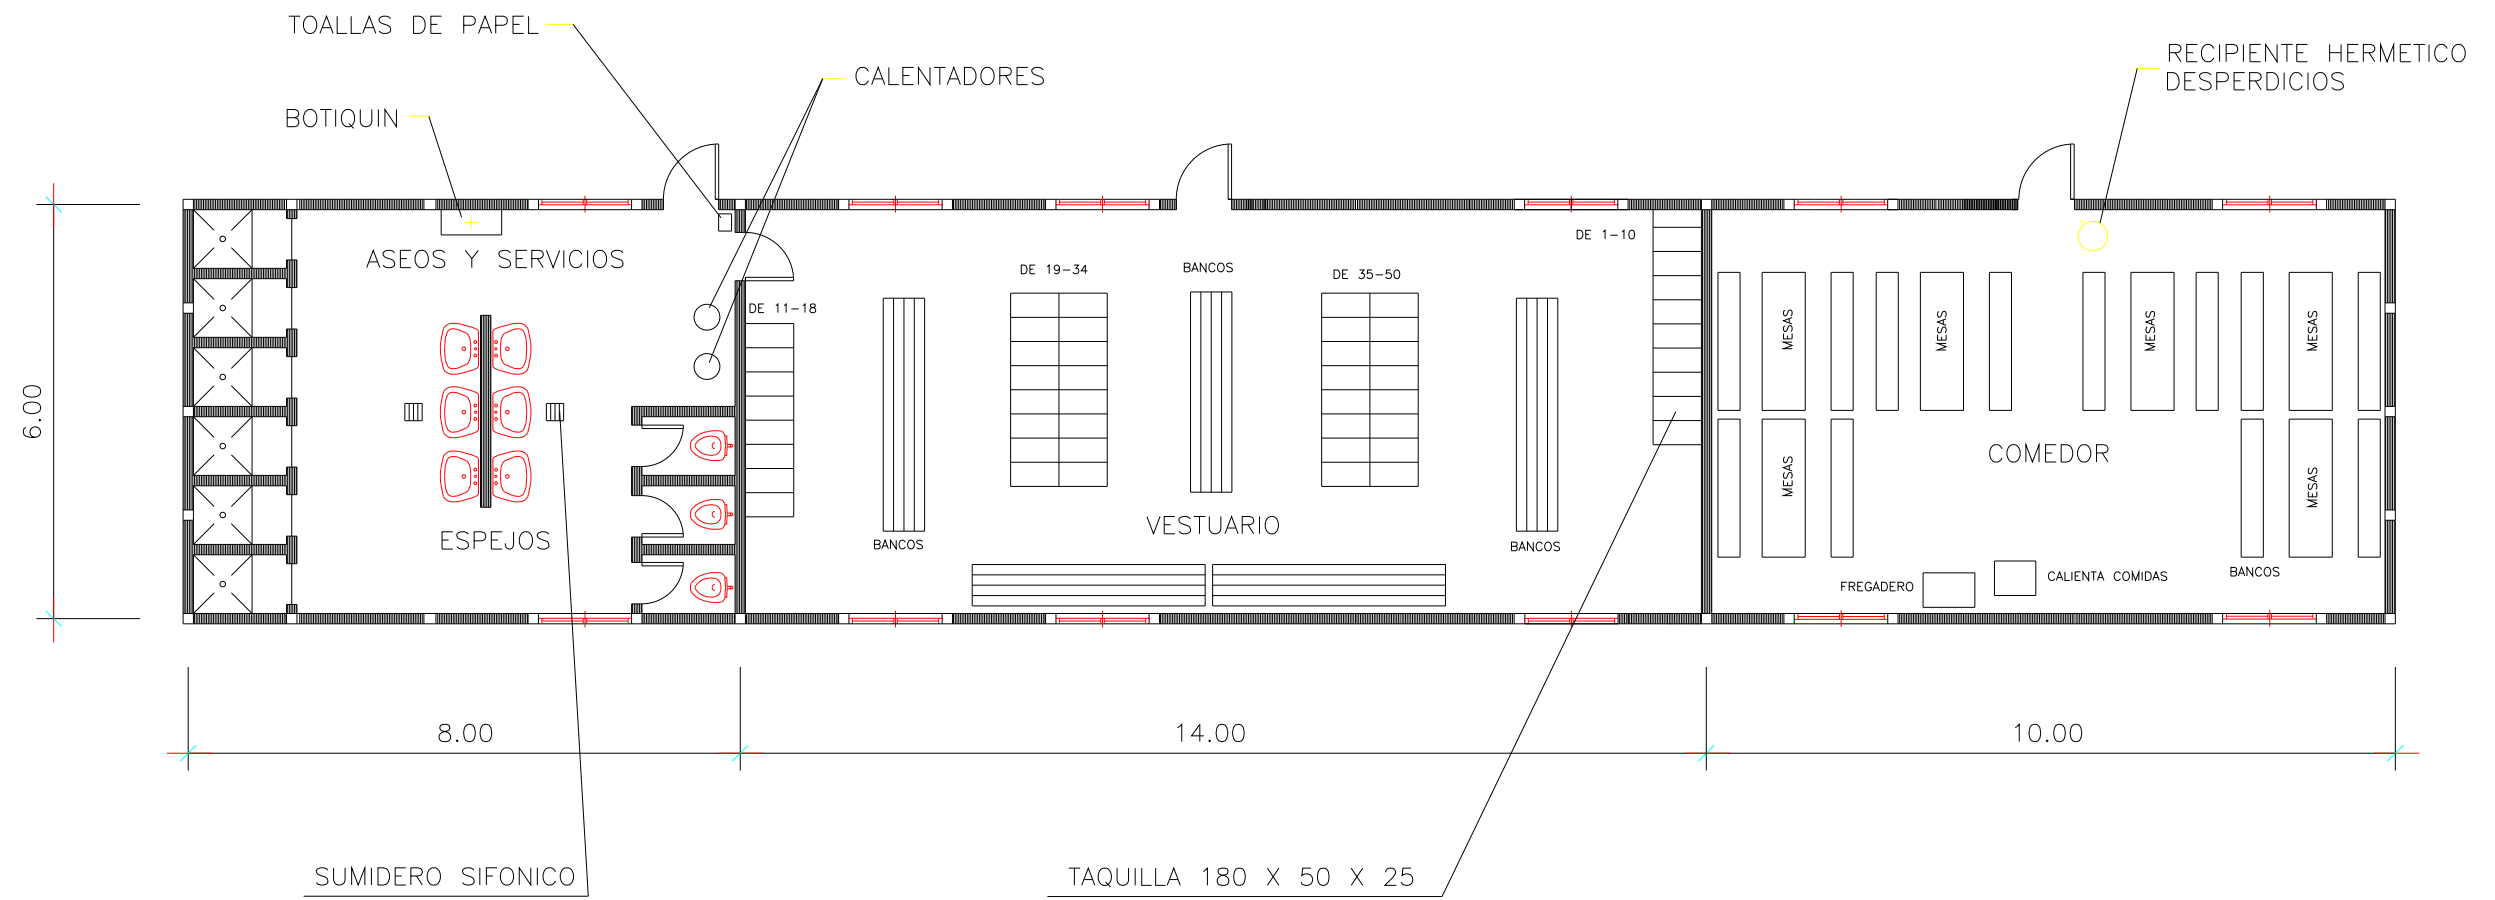 TOALLAS DE PAPEL
RECIPIENTE HERMETICO
DESPERDICIOS
CALENTADORES
BOTIQUIN
ASEOS Y SERVICIOS
DE 1-10
BANCOS
DE 19-34
DE 35-50
DE 11-18
MESAS
MESAS
MESAS
MESAS
6.00
COMEDOR
MESAS
MESAS
VESTUARIO
ESPEJOS
BANCOS
BANCOS
FREGADERO
CALIENTA COMIDAS
BANCOS
8.00
14.00
10.00
SUMIDERO SIFONICO
TAQUILLA 180 X 50 X 25